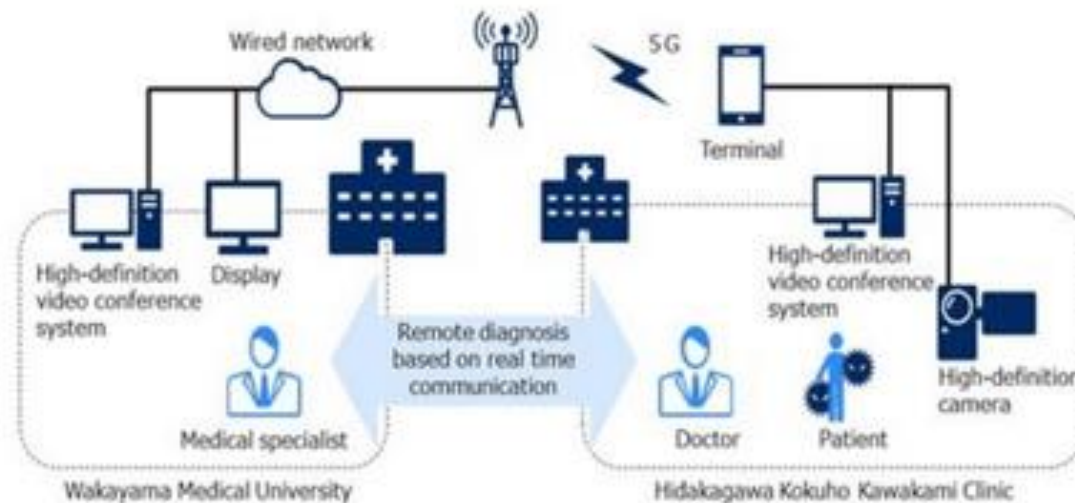 Wired network
5G
Terminal
High-definition
video conference
system
Display
High-definition
video conference
system
Remote diagnosis
based on real time
communication
High-definition
camera
Medical specialist
Doctor
Patient
Wakayama Medical University
Hidakagawa Kokuho Kawakami Clinic